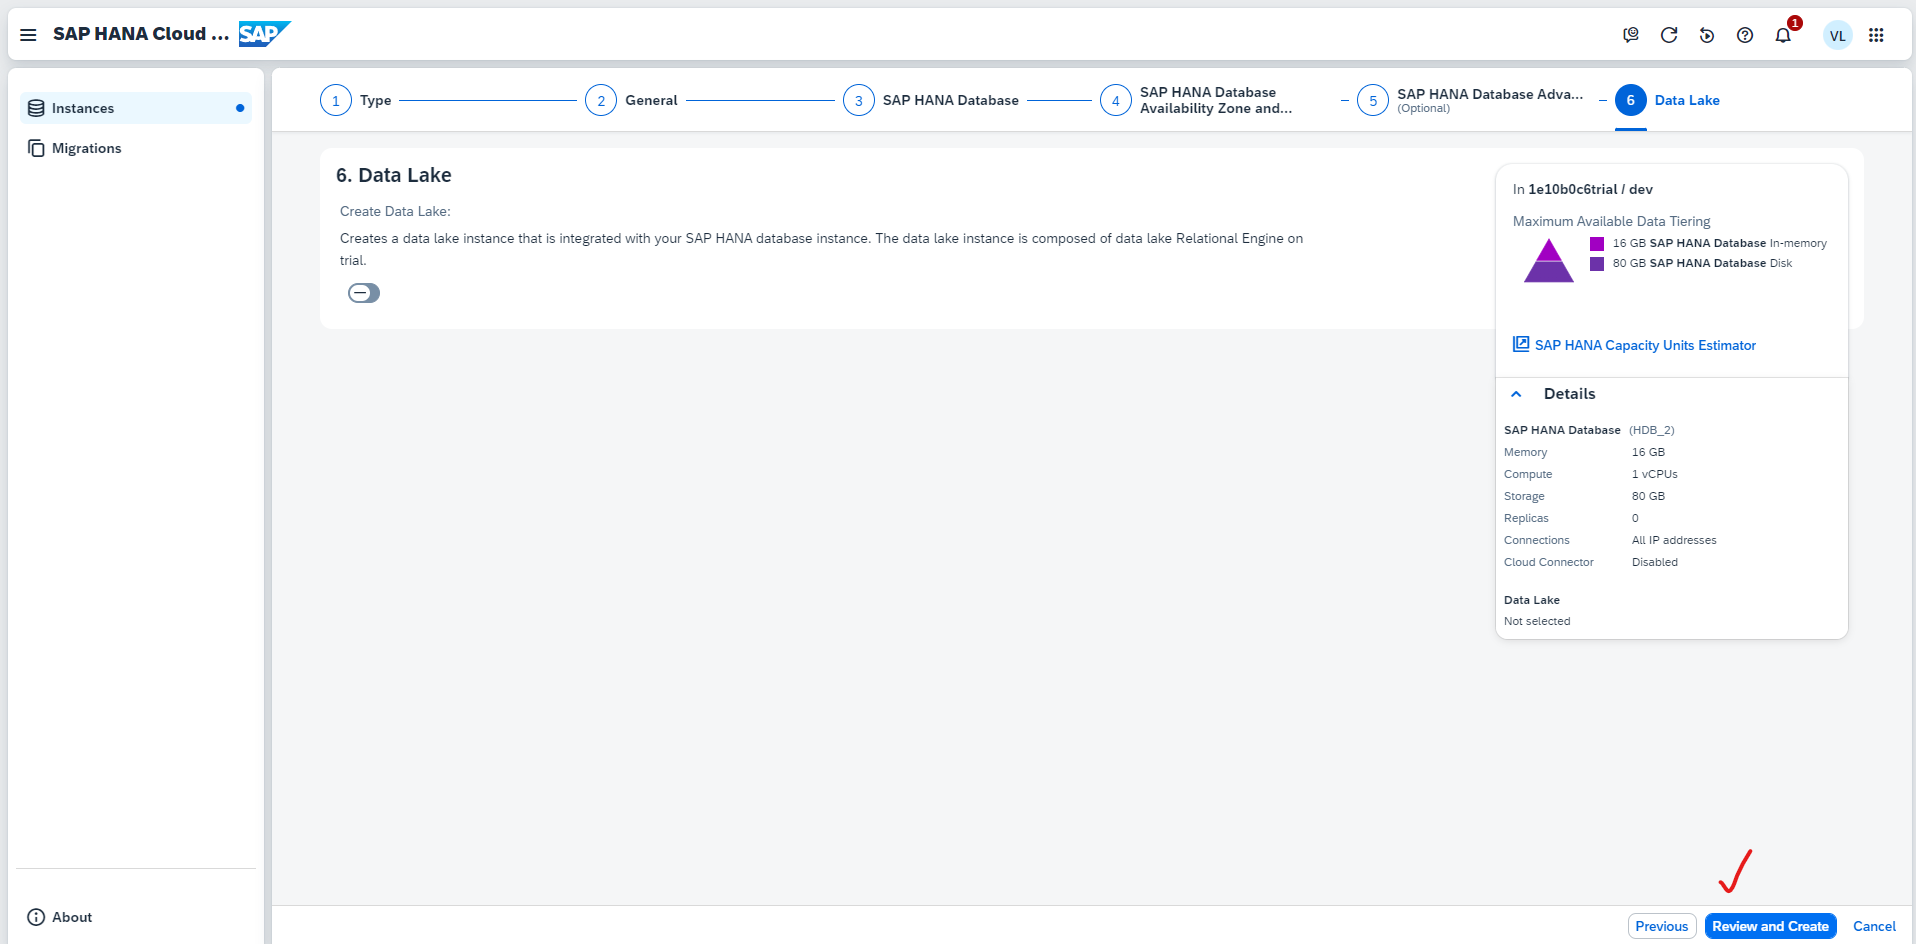 SAP HANA Cloud ...
SAP
1
VL
Instances
Migrations
About
1 Type
2 General
3 SAP HANA Database
4 SAP HANA Database
Availability Zone and...
5 SAP HANA Database Adva...
(Optional)
6 Data Lake
6. Data Lake
Create Data Lake:
Creates a data lake instance that is integrated with your SAP HANA database instance. The data lake instance is composed of data lake Relational Engine on
trial.
In 1e10b0c6trial / dev
Maximum Available Data Tiering
16 GB SAP HANA Database In-memory
80 GB SAP HANA Database Disk
SAP HANA Capacity Units Estimator
Details
SAP HANA Database (HDB_2)
Memory 16 GB
Compute 1 vCPUs
Storage 80 GB
Replicas 0
Connections All IP addresses
Cloud Connector Disabled
Data Lake
Not selected
Previous Review and Create Cancel